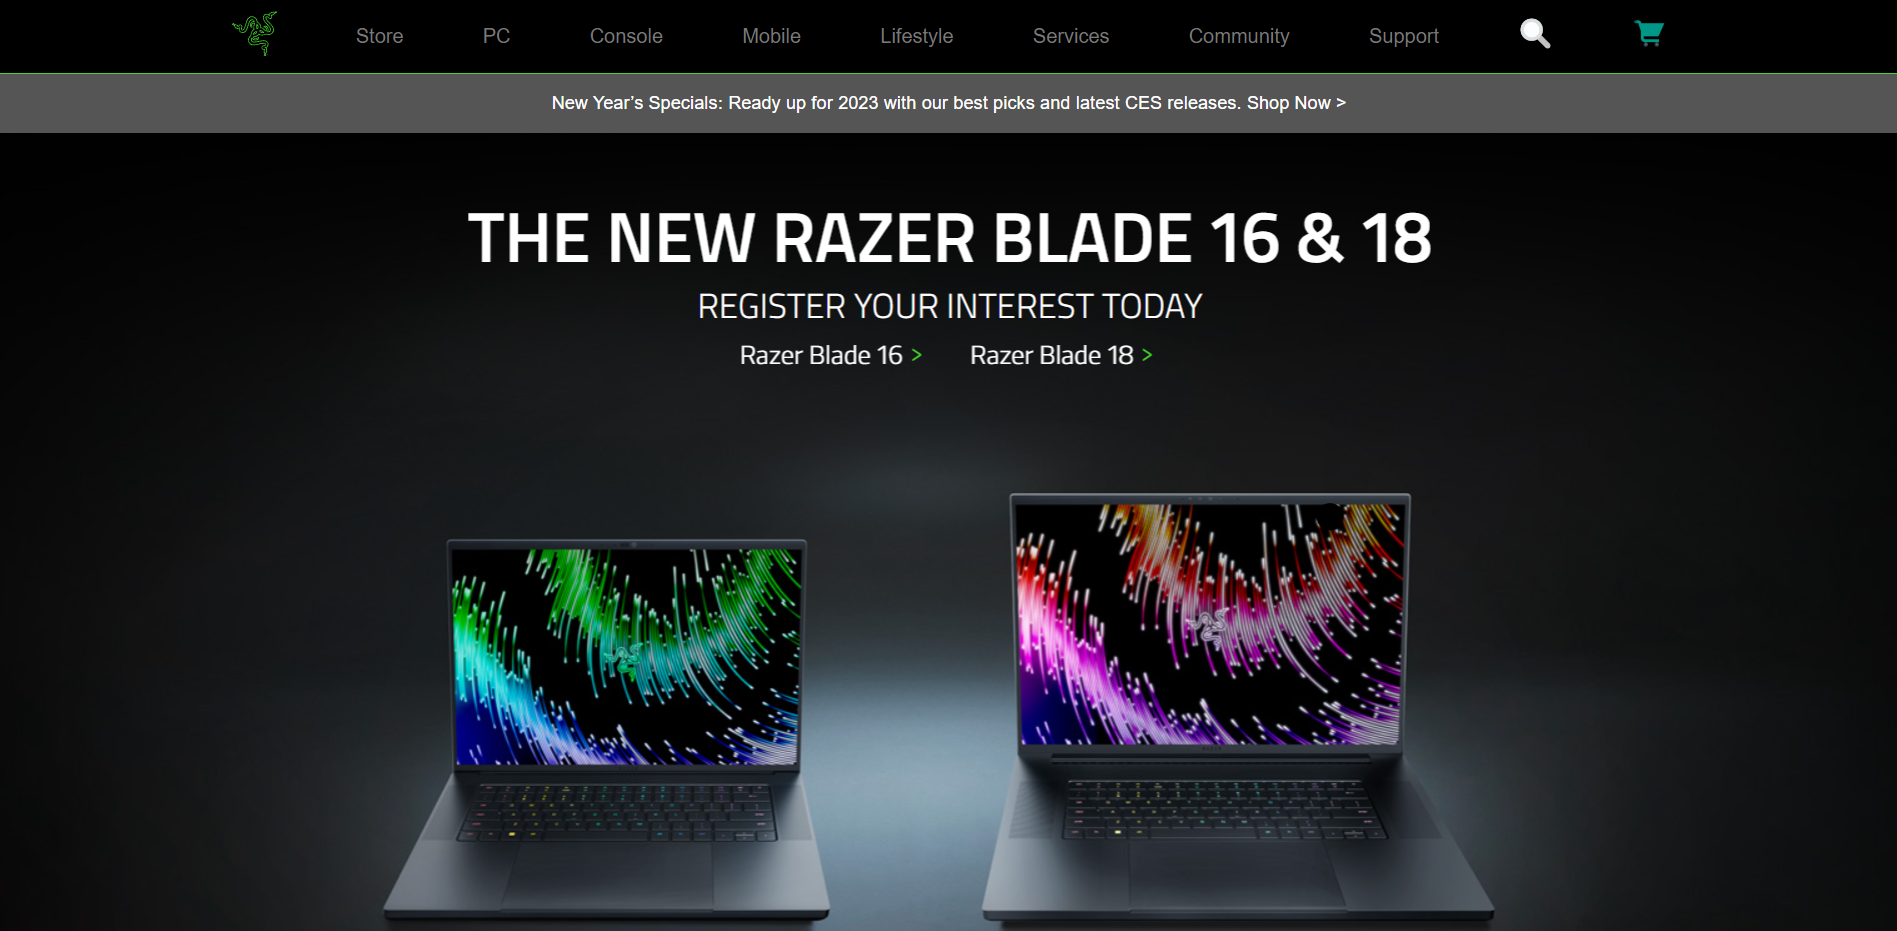 Store PC Console Mobile Lifestyle Services Community Support
New Year’s Specials: Ready up for 2023 with our best picks and latest CES releases. Shop Now >
THE NEW RAZER BLADE 16 & 18
REGISTER YOUR INTEREST TODAY
Razer Blade 16 > Razer Blade 18 >